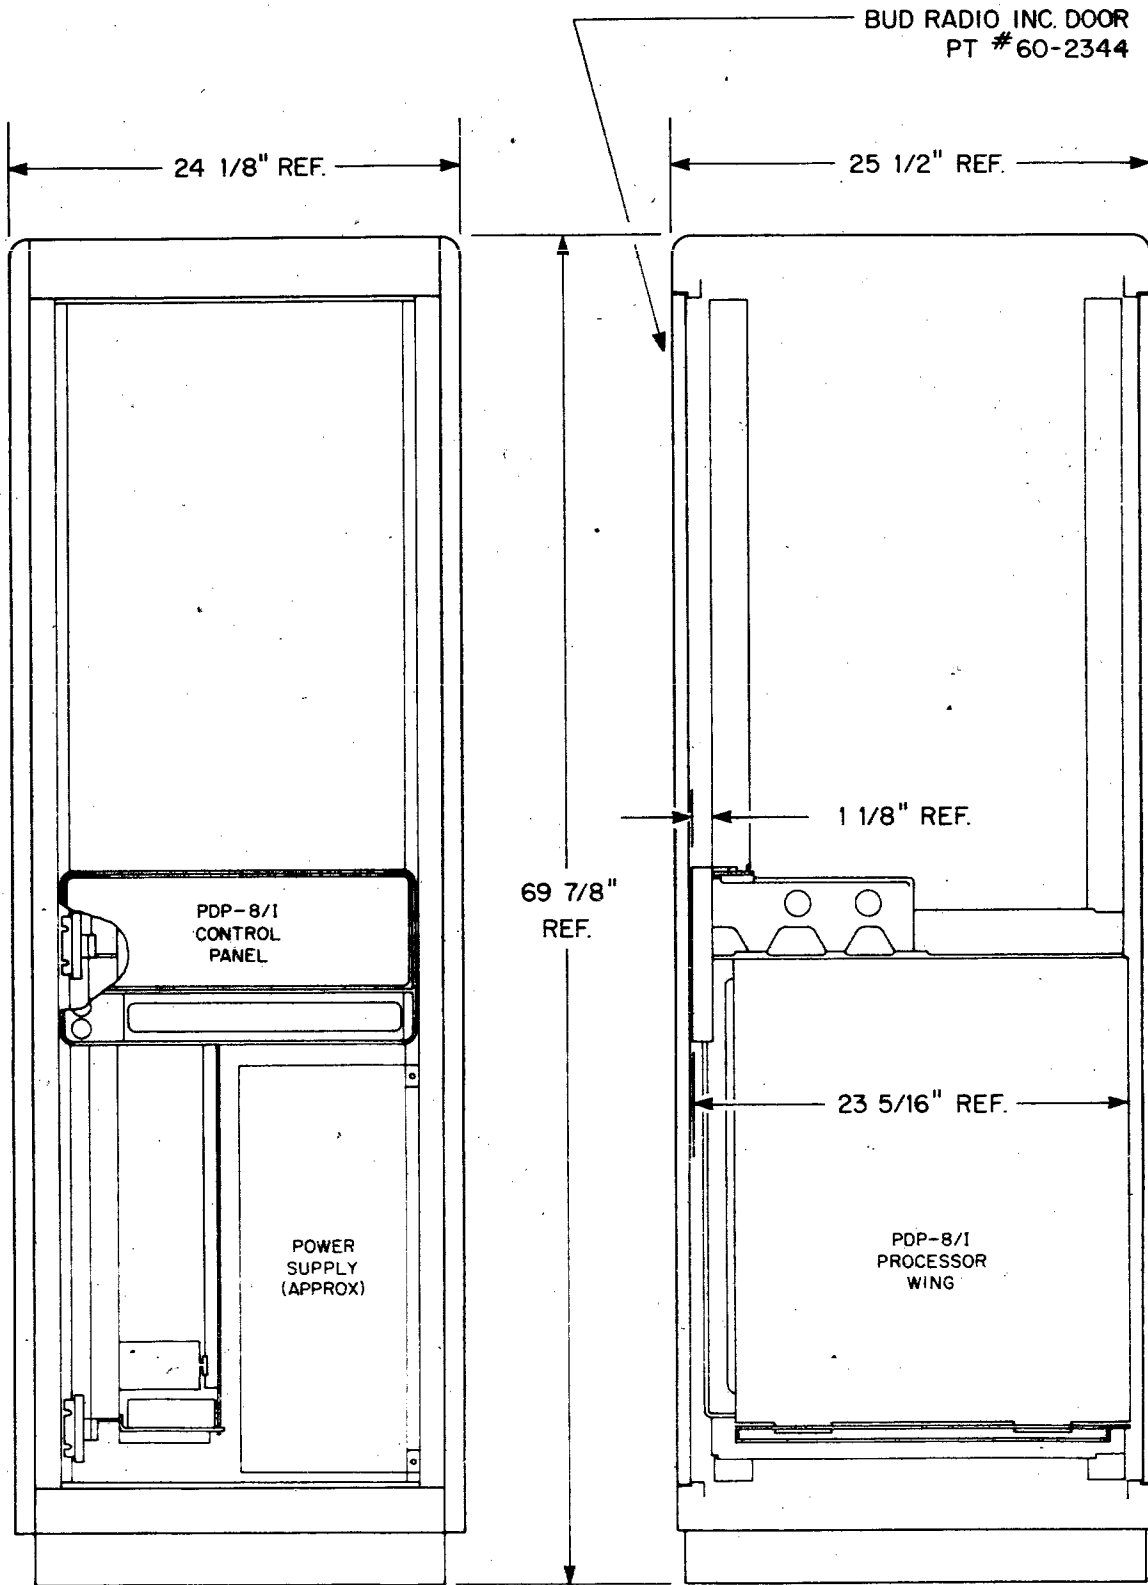 BUD RADIO INC. DOOR
PT #60-2344
24 1/8" REF.
25 1/2" REF.
1 1/8" REF.
69 7/8"
REF.
PDP-8/I
CONTROL
PANEL
23 5/16" REF.
POWER
SUPPLY
(APPROX)
PDP-8/I
PROCESSOR
WING